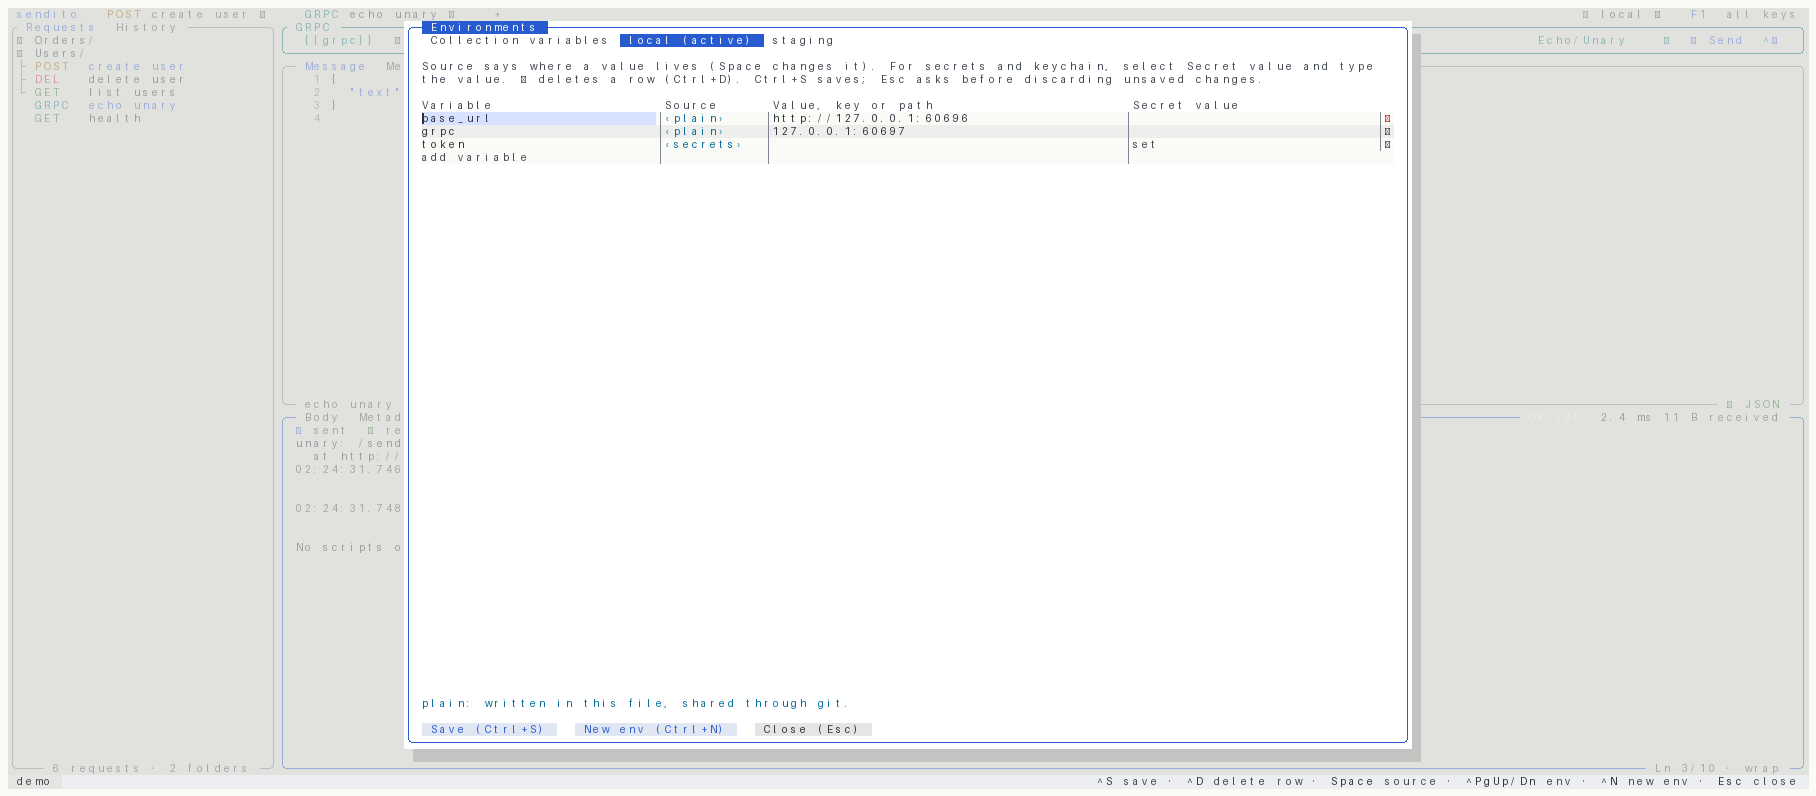 sendito POST create user GRPC echo unary + local F1 all keys
Requests History GRPC Environments
Orders/ {{grpc}} Collection variables local (active) staging Echo/Unary Send ^
Users/
POST create user Message Me Source says where a value lives (Space changes it). For secrets and keychain, select Secret value and type
DEL delete user 1 { the value. deletes a row (Ctrl+D). Ctrl+S saves; Esc asks before discarding unsaved changes.
GET list users 2 "text"
GRPC echo unary 3 } Variable Source Value, key or path Secret value
GET health 4 base_url ‹plain› http://127.0.0.1:60696
grpc ‹plain› 127.0.0.1:60697
token ‹secrets› set
add variable
echo unary JSON
Body Metad 2.4 ms 11 B received
sent re
unary: /send
at http://
02:24:31.746
02:24:31.748
No scripts o
plain: written in this file, shared through git.
Save (Ctrl+S) New env (Ctrl+N) Close (Esc)
6 requests · 2 folders Ln 3/10 · wrap
demo ^S save · ^D delete row · Space source · ^PgUp/Dn env · ^N new env · Esc close